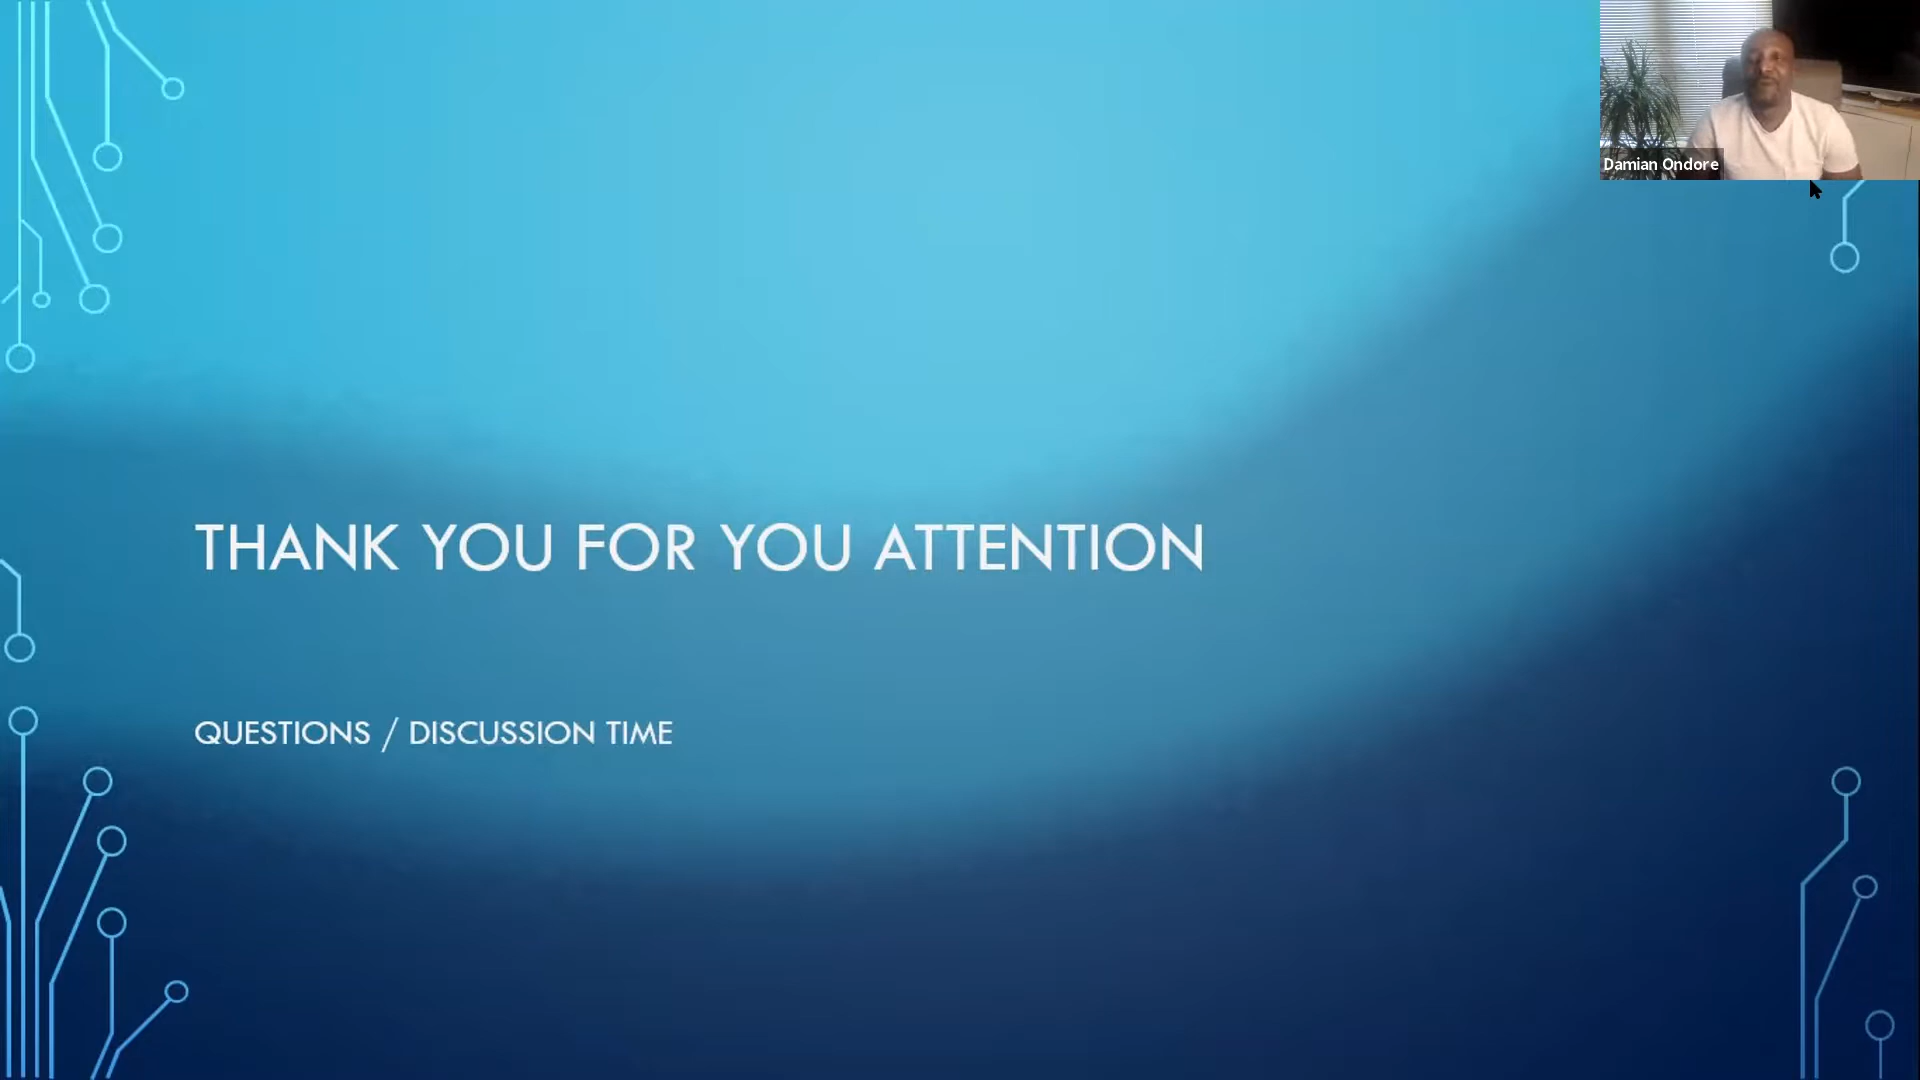 Damian Ondore
THANK YOU FOR YOU ATTENTION
QUESTIONS / DISCUSSION TIME